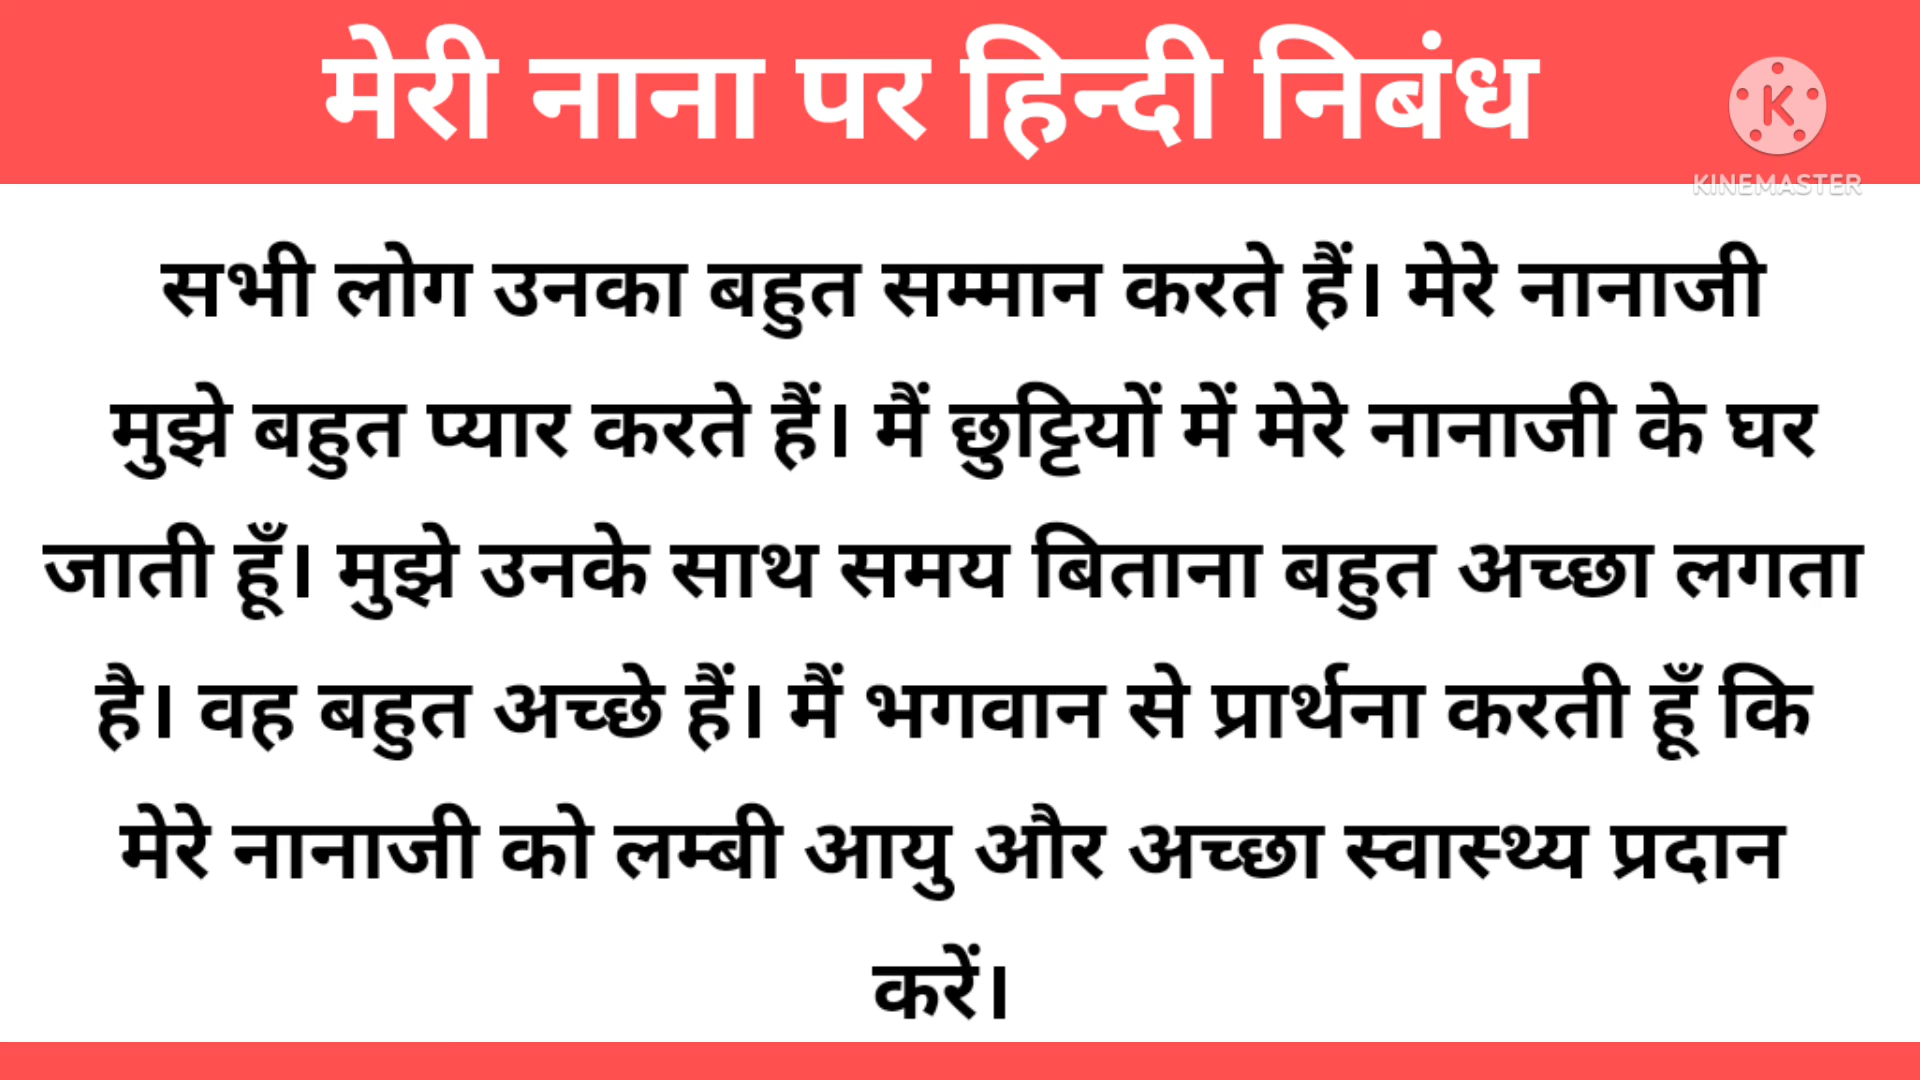 मेरी नाना पर हिन्दी निबंध
K
KINEMASTER
सभी लोग उनका बहुत सम्मान करते हैं। मेरे नानाजी
मुझे बहुत प्यार करते हैं। मैं छुट्टियों में मेरे नानाजी के घर
जाती हूँ। मुझे उनके साथ समय बिताना बहुत अच्छा लगता
है। वह बहुत अच्छे हैं। मैं भगवान से प्रार्थना करती हूँ कि
मेरे नानाजी को लम्बी आयु और अच्छा स्वास्थ्य प्रदान
करें।